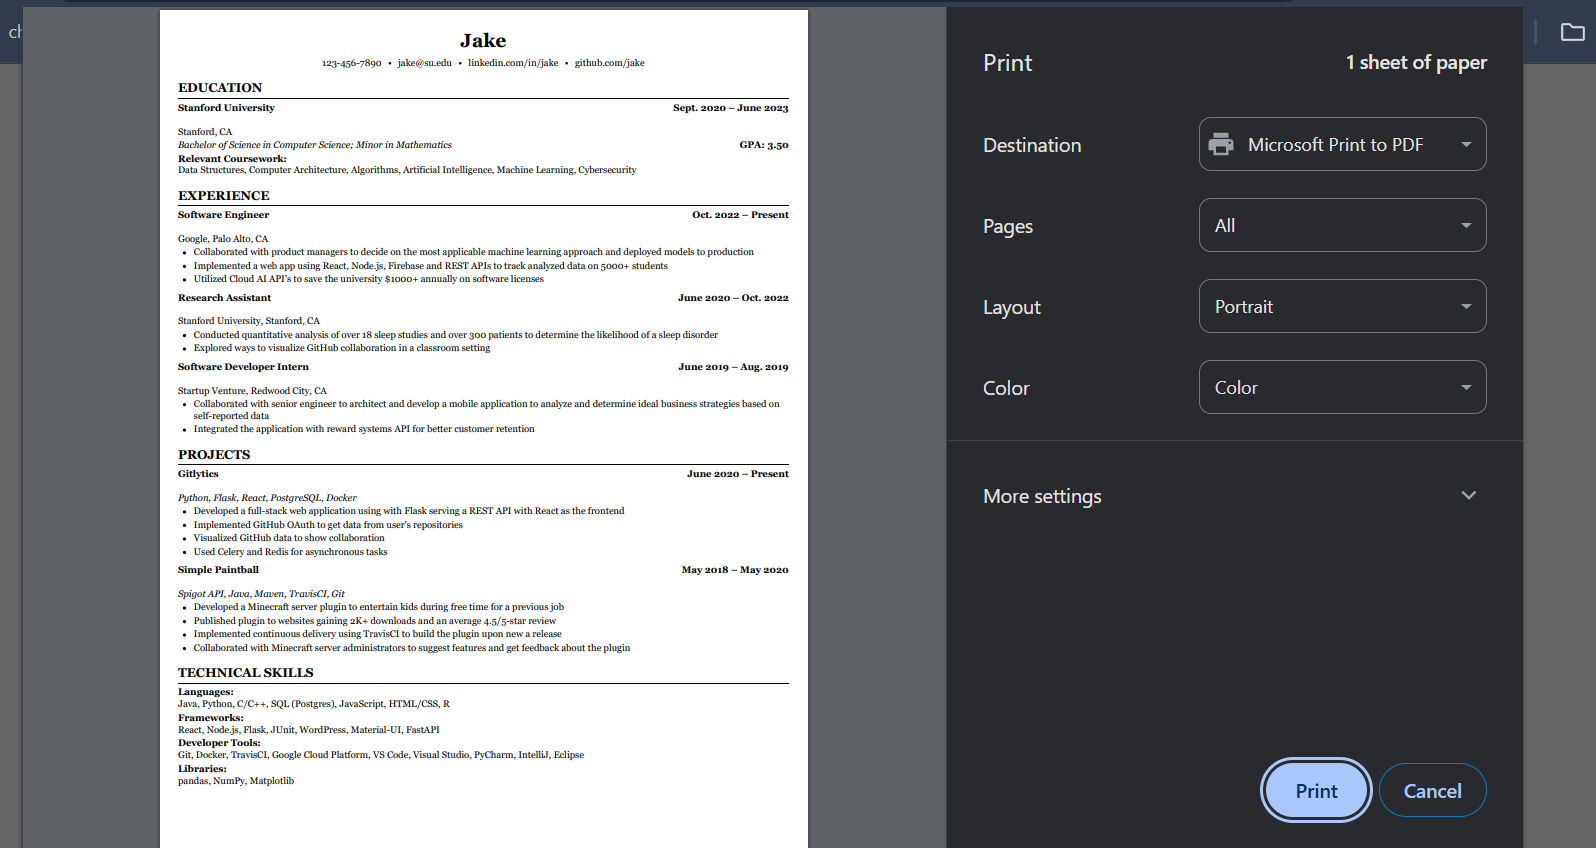 ch
Jake
123-456-7890 • jake@su.edu • linkedin.com/in/jake • github.com/jake
EDUCATION
Stanford University Sept. 2020 – June 2023
Stanford, CA
Bachelor of Science in Computer Science; Minor in Mathematics GPA: 3.50
Relevant Coursework:
Data Structures, Computer Architecture, Algorithms, Artificial Intelligence, Machine Learning, Cybersecurity
EXPERIENCE
Software Engineer Oct. 2022 – Present
Google, Palo Alto, CA
• Collaborated with product managers to decide on the most applicable machine learning approach and deployed models to production
• Implemented a web app using React, Node.js, Firebase and REST APIs to track analyzed data on 5000+ students
• Utilized Cloud AI API's to save the university $1000+ annually on software licenses
Research Assistant June 2020 – Oct. 2022
Stanford University, Stanford, CA
• Conducted quantitative analysis of over 18 sleep studies and over 300 patients to determine the likelihood of a sleep disorder
• Explored ways to visualize GitHub collaboration in a classroom setting
Software Developer Intern June 2019 – Aug. 2019
Startup Venture, Redwood City, CA
• Collaborated with senior engineer to architect and develop a mobile application to analyze and determine ideal business strategies based on
self-reported data
• Integrated the application with reward systems API for better customer retention
PROJECTS
Gitlytics June 2020 – Present
Python, Flask, React, PostgreSQL, Docker
• Developed a full-stack web application using with Flask serving a REST API with React as the frontend
• Implemented GitHub OAuth to get data from user's repositories
• Visualized GitHub data to show collaboration
• Used Celery and Redis for asynchronous tasks
Simple Paintball May 2018 – May 2020
Spigot API, Java, Maven, TravisCI, Git
• Developed a Minecraft server plugin to entertain kids during free time for a previous job
• Published plugin to websites gaining 2K+ downloads and an average 4.5/5-star review
• Implemented continuous delivery using TravisCI to build the plugin upon new a release
• Collaborated with Minecraft server administrators to suggest features and get feedback about the plugin
TECHNICAL SKILLS
Languages:
Java, Python, C/C++, SQL (Postgres), JavaScript, HTML/CSS, R
Frameworks:
React, Node.js, Flask, JUnit, WordPress, Material-UI, FastAPI
Developer Tools:
Git, Docker, TravisCI, Google Cloud Platform, VS Code, Visual Studio, PyCharm, IntelliJ, Eclipse
Libraries:
pandas, NumPy, Matplotlib
Print 1 sheet of paper
Destination Microsoft Print to PDF
Pages All
Layout Portrait
Color Color
More settings
Print Cancel